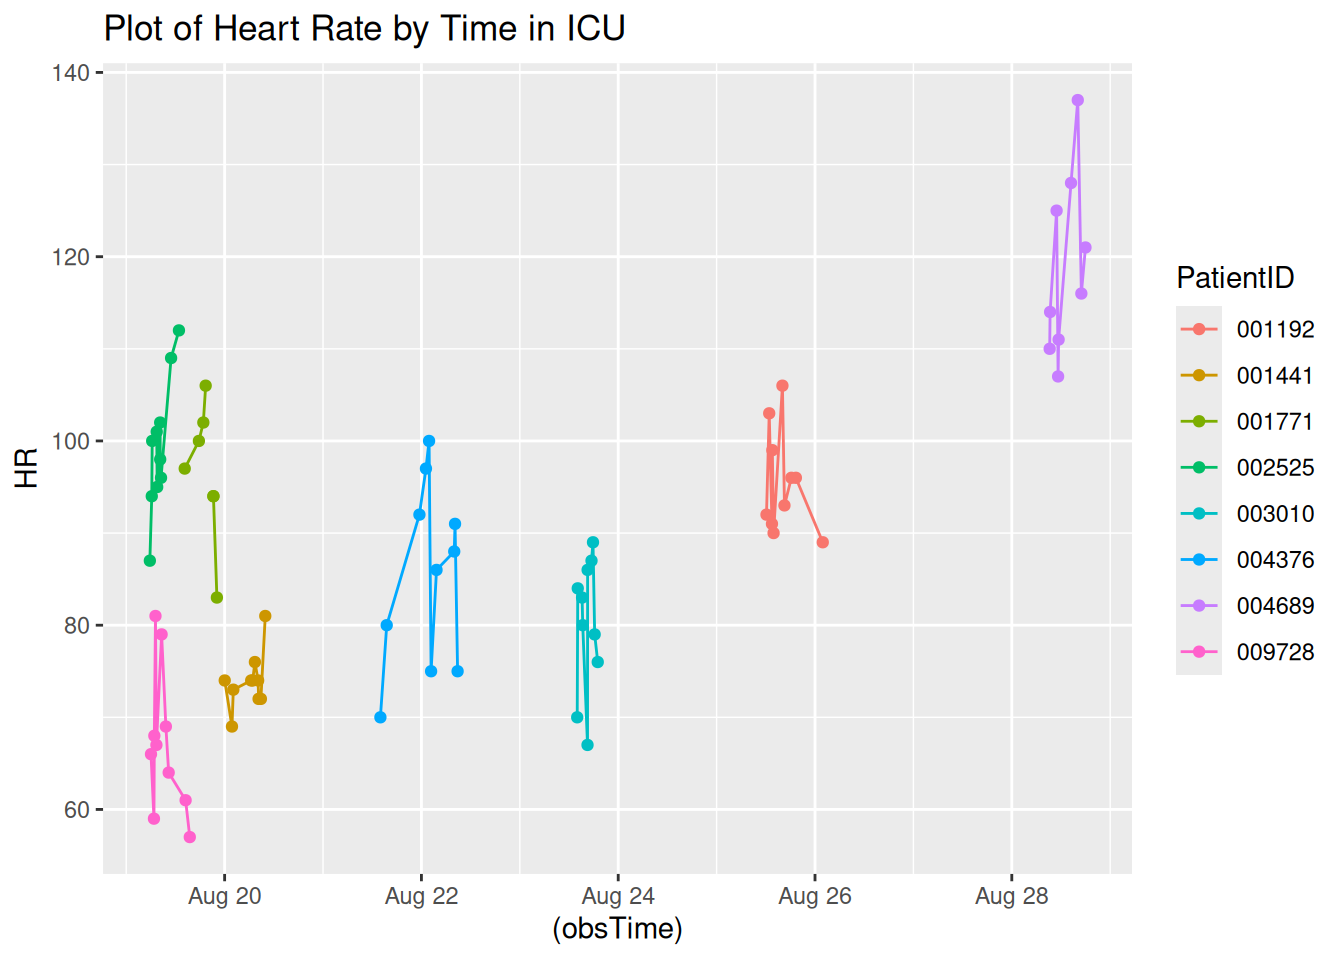 Plot of Heart Rate by Time in ICU
140
120
100
80
60
HR
Aug 20
Aug 22
Aug 24
Aug 26
Aug 28
(obsTime)
PatientID
001192
001441
001771
002525
003010
004376
004689
009728